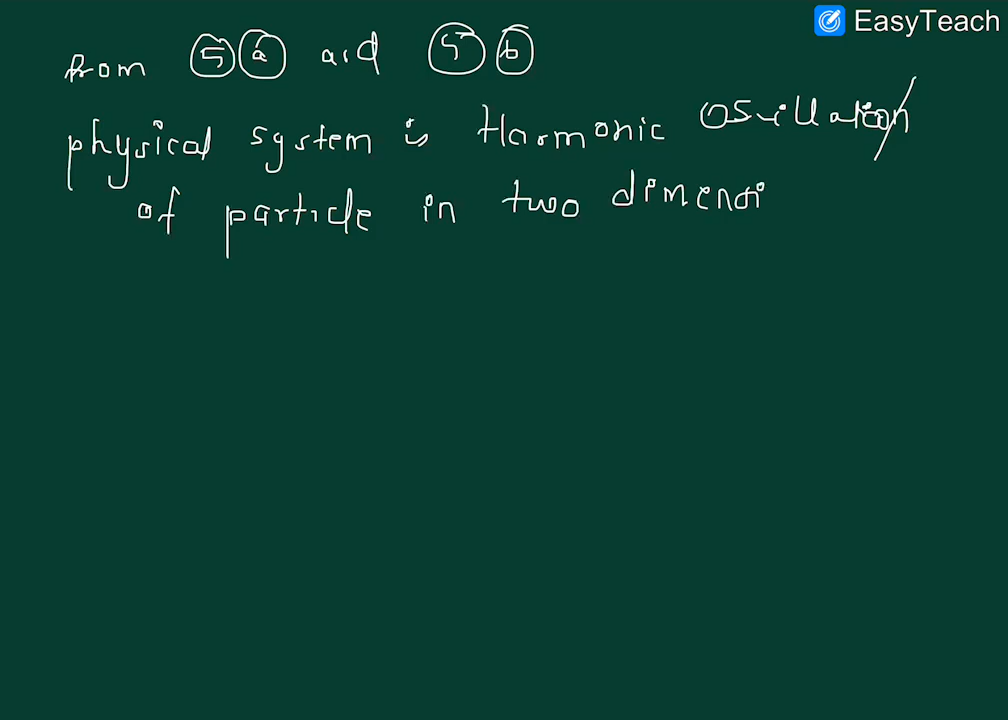 EasyTeach
from 5 a and 5 b
physical system is Harmonic Oscillation
of particle in two dimensi